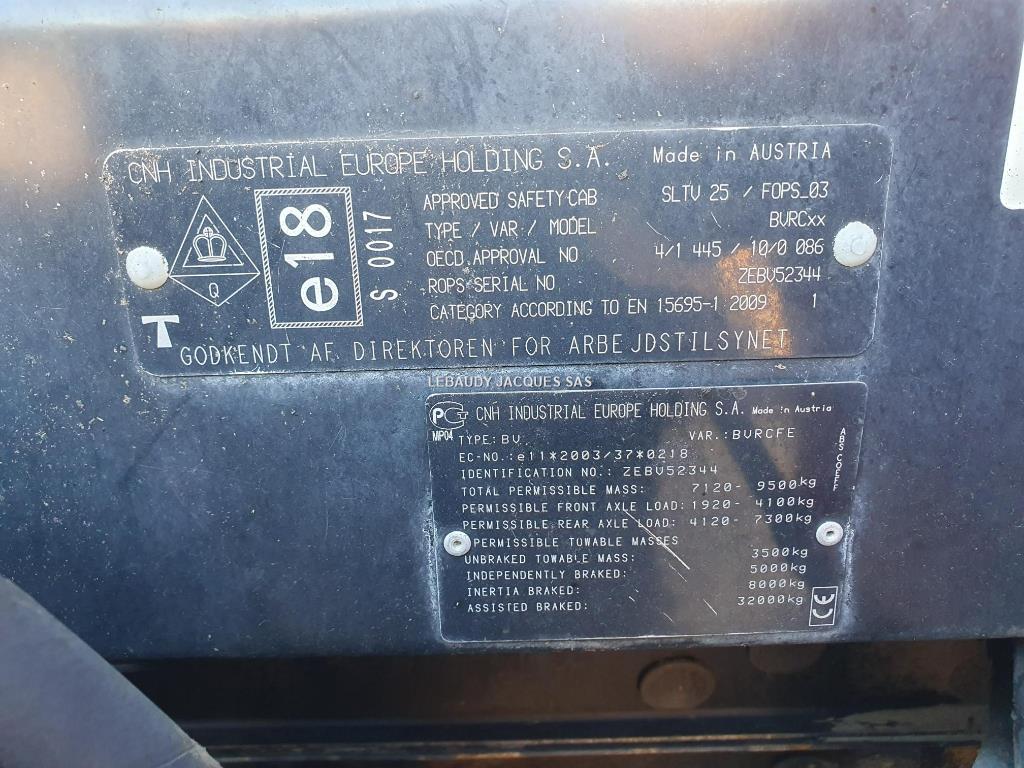 CNH INDUSTRIAL EUROPE HOLDING S.A. Made in AUSTRIA
APPROVED SAFETY CAB SLTV 25 / FOPS_03
TYPE / VAR / MODEL BVRCxx
OECD.APPROVAL NO 4/1 445 / 10/0 086
ROPS SERIAL NO ZEBV52344
CATEGORY ACCORDING TO EN 15695-1 2009 1
Q
e18
S 0017
T
GODKENDT AF DIREKTOREN FOR ARBEJDSTILSYNET
LEBAUDY JACQUES SAS
CNH INDUSTRIAL EUROPE HOLDING S.A. Made in Austria
MP04
TYPE: BV VAR.: BVRCFE
EC-NO.: e11*2003/37*0218
IDENTIFICATION NO.: ZEBV52344
TOTAL PERMISSIBLE MASS: 7120- 9500kg
PERMISSIBLE FRONT AXLE LOAD: 1920- 4100kg
PERMISSIBLE REAR AXLE LOAD: 4120- 7300kg
PERMISSIBLE TOWABLE MASSES
UNBRAKED TOWABLE MASS: 3500kg
INDEPENDENTLY BRAKED: 5000kg
INERTIA BRAKED: 8000kg
ASSISTED BRAKED: 32000kg
CE